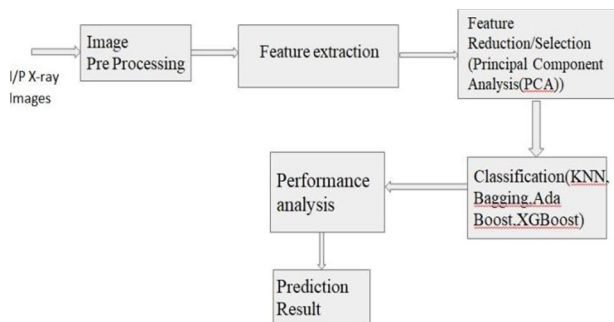 I/P X-ray
Images
Image
Pre Processing
Feature extraction
Feature
Reduction/Selection
(Principal Component
Analysis(PCA))
Classification(KNN,
Bagging,Ada
Boost,XGBoost)
Performance
analysis
Prediction
Result